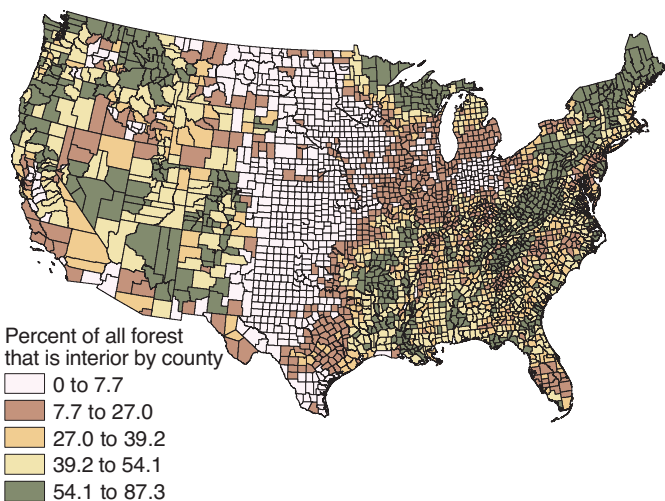 Percent of all forest
that is interior by county
0 to 7.7
7.7 to 27.0
27.0 to 39.2
39.2 to 54.1
54.1 to 87.3